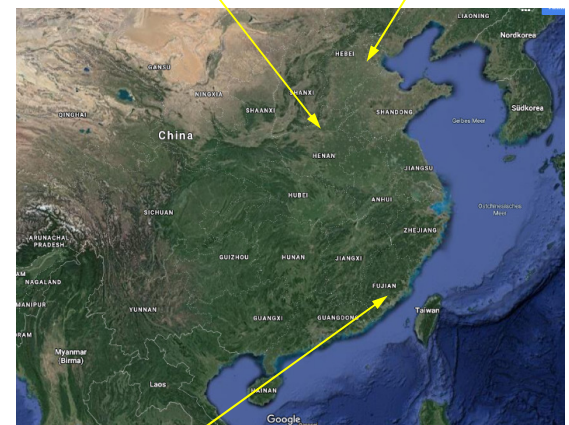 LIAONING
Nordkorea
HEBEI
GANSU
NINGXIA
SHANXI
SHAANXI
SHANDONG
Südkorea
QINGHAI
Gelbes Meer
China
HENAN
JIANGSU
HUBEI
ANHUI
SICHUAN
Ostchinesisches
Meer
ZHEJIANG
ARUNACHAL
PRADESH
GUIZHOU
HUNAN
JIANGXI
AM
NAGALAND
FUJIAN
MANIPUR
YUNNAN
GUANGXI
GUANGDONG
Taiwan
RAM
Myanmar
(Birma)
Laos
HAINAN
Google